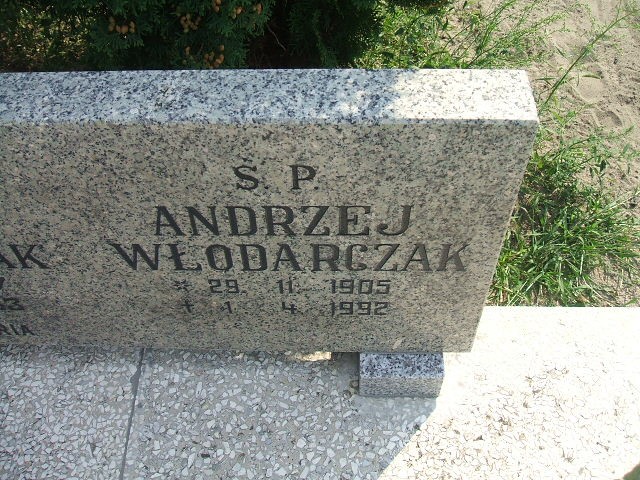 Ś. P.
ANDRZEJ
WŁODARCZAK
* 29. 11. 1905
† 1. 4. 1992